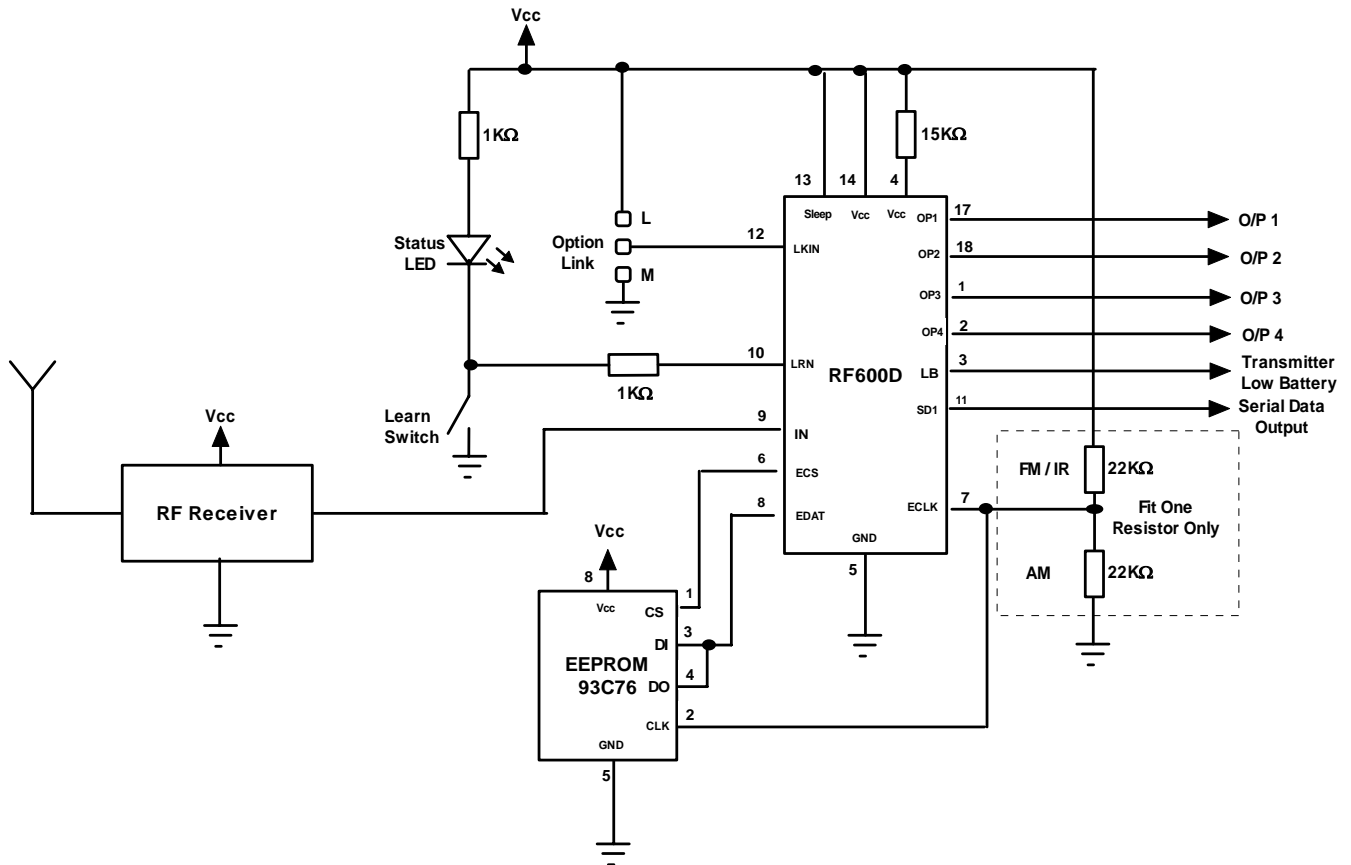 Vcc
1KΩ
15KΩ
13
14
4
Sleep
Vcc
Vcc
OP1
17
O/P 1
L
Status
LED
Option
Link
12
LKIN
OP2
18
O/P 2
M
OP3
1
O/P 3
OP4
2
O/P 4
10
LRN
RF600D
LB
3
Transmitter
Low Battery
1KΩ
SD1
11
Serial Data
Output
Learn
Switch
Vcc
9
IN
6
ECS
FM / IR
22KΩ
RF Receiver
8
EDAT
ECLK
7
Fit One
Resistor Only
GND
5
AM
22KΩ
Vcc
8
Vcc
CS
1
DI
3
EEPROM
93C76
DO
4
CLK
2
GND
5